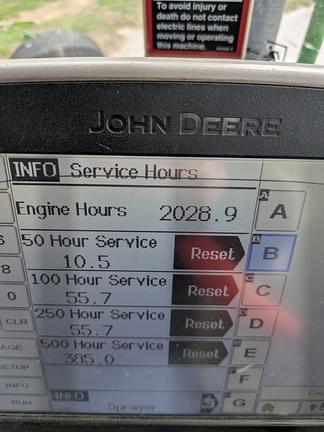 To avoid injury or
death do not contact
electric lines when
moving or operating
this machine.
JOHN DEERE
INFO Service Hours
A
Engine Hours 2028.9 A
50 Hour Service
10.5 Reset B
100 Hour Service
55.7 Reset C
250 Hour Service
55.7 Reset D
500 Hour Service
385.0 Reset E
F
G
8
0
CLR
SETUP
INFO
RUN
INFO
Sprayer